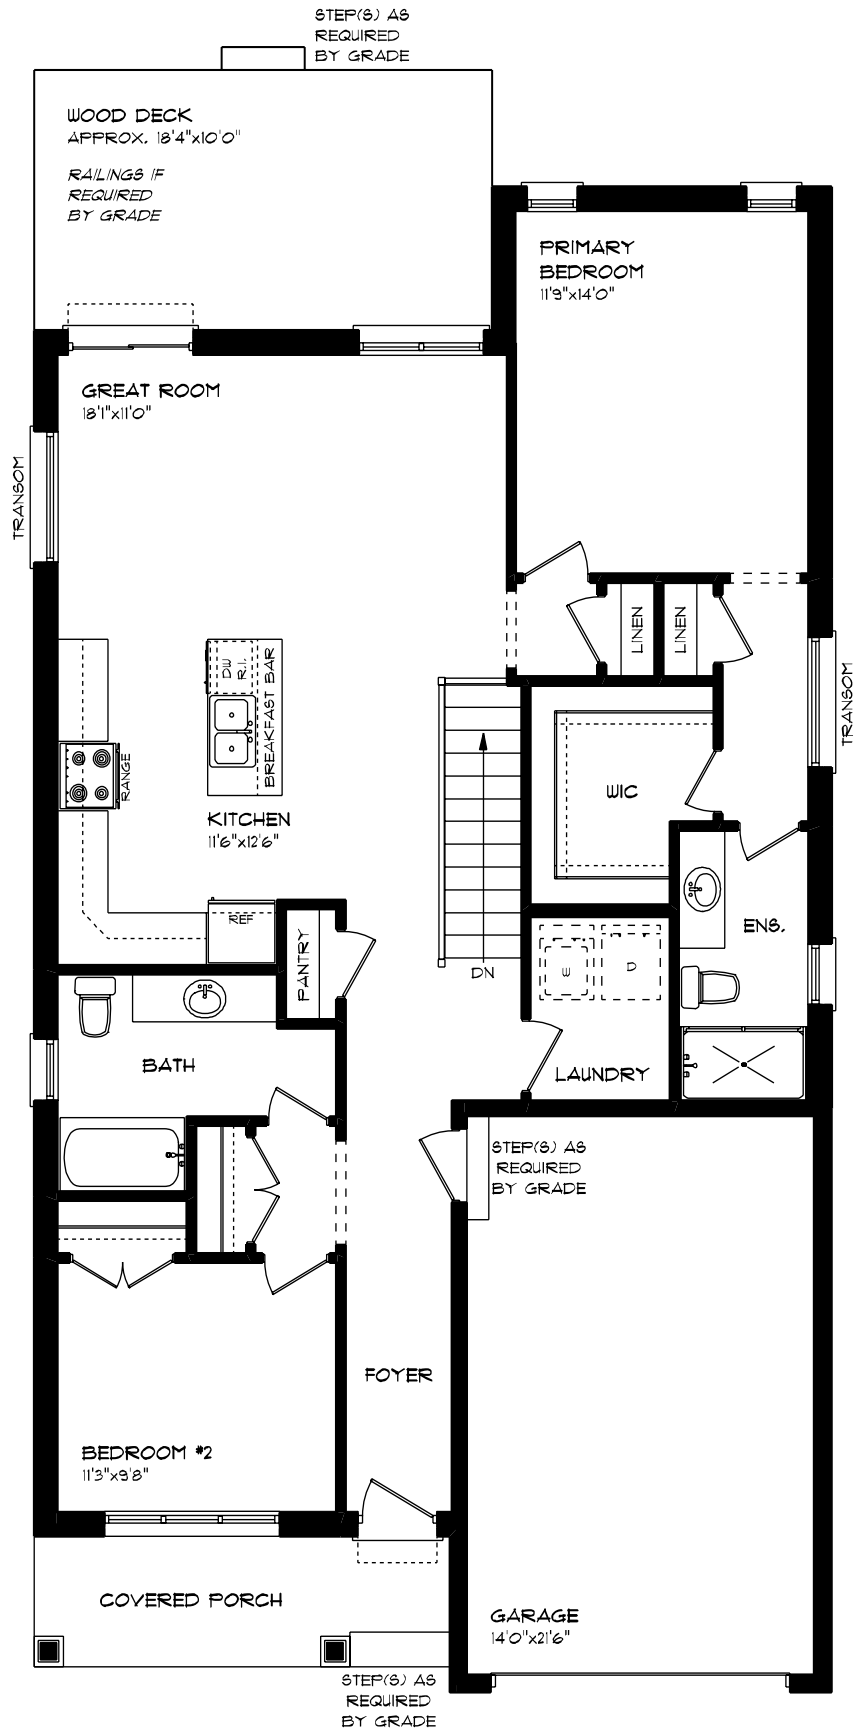 STEP(S) AS
REQUIRED
BY GRADE
WOOD DECK
APPROX. 18'4"x10'0"
RAILINGS IF
REQUIRED
BY GRADE
PRIMARY
BEDROOM
11'9"x14'0"
GREAT ROOM
18'1"x11'0"
TRANSOM
LINEN
LINEN
DW
R.I.
BREAKFAST BAR
TRANSOM
RANGE
WIC
KITCHEN
11'6"x12'6"
REF
ENS.
PANTRY
DN
W
D
BATH
LAUNDRY
STEP(S) AS
REQUIRED
BY GRADE
FOYER
BEDROOM #2
11'3"x9'8"
COVERED PORCH
GARAGE
14'0"x21'6"
STEP(S) AS
REQUIRED
BY GRADE